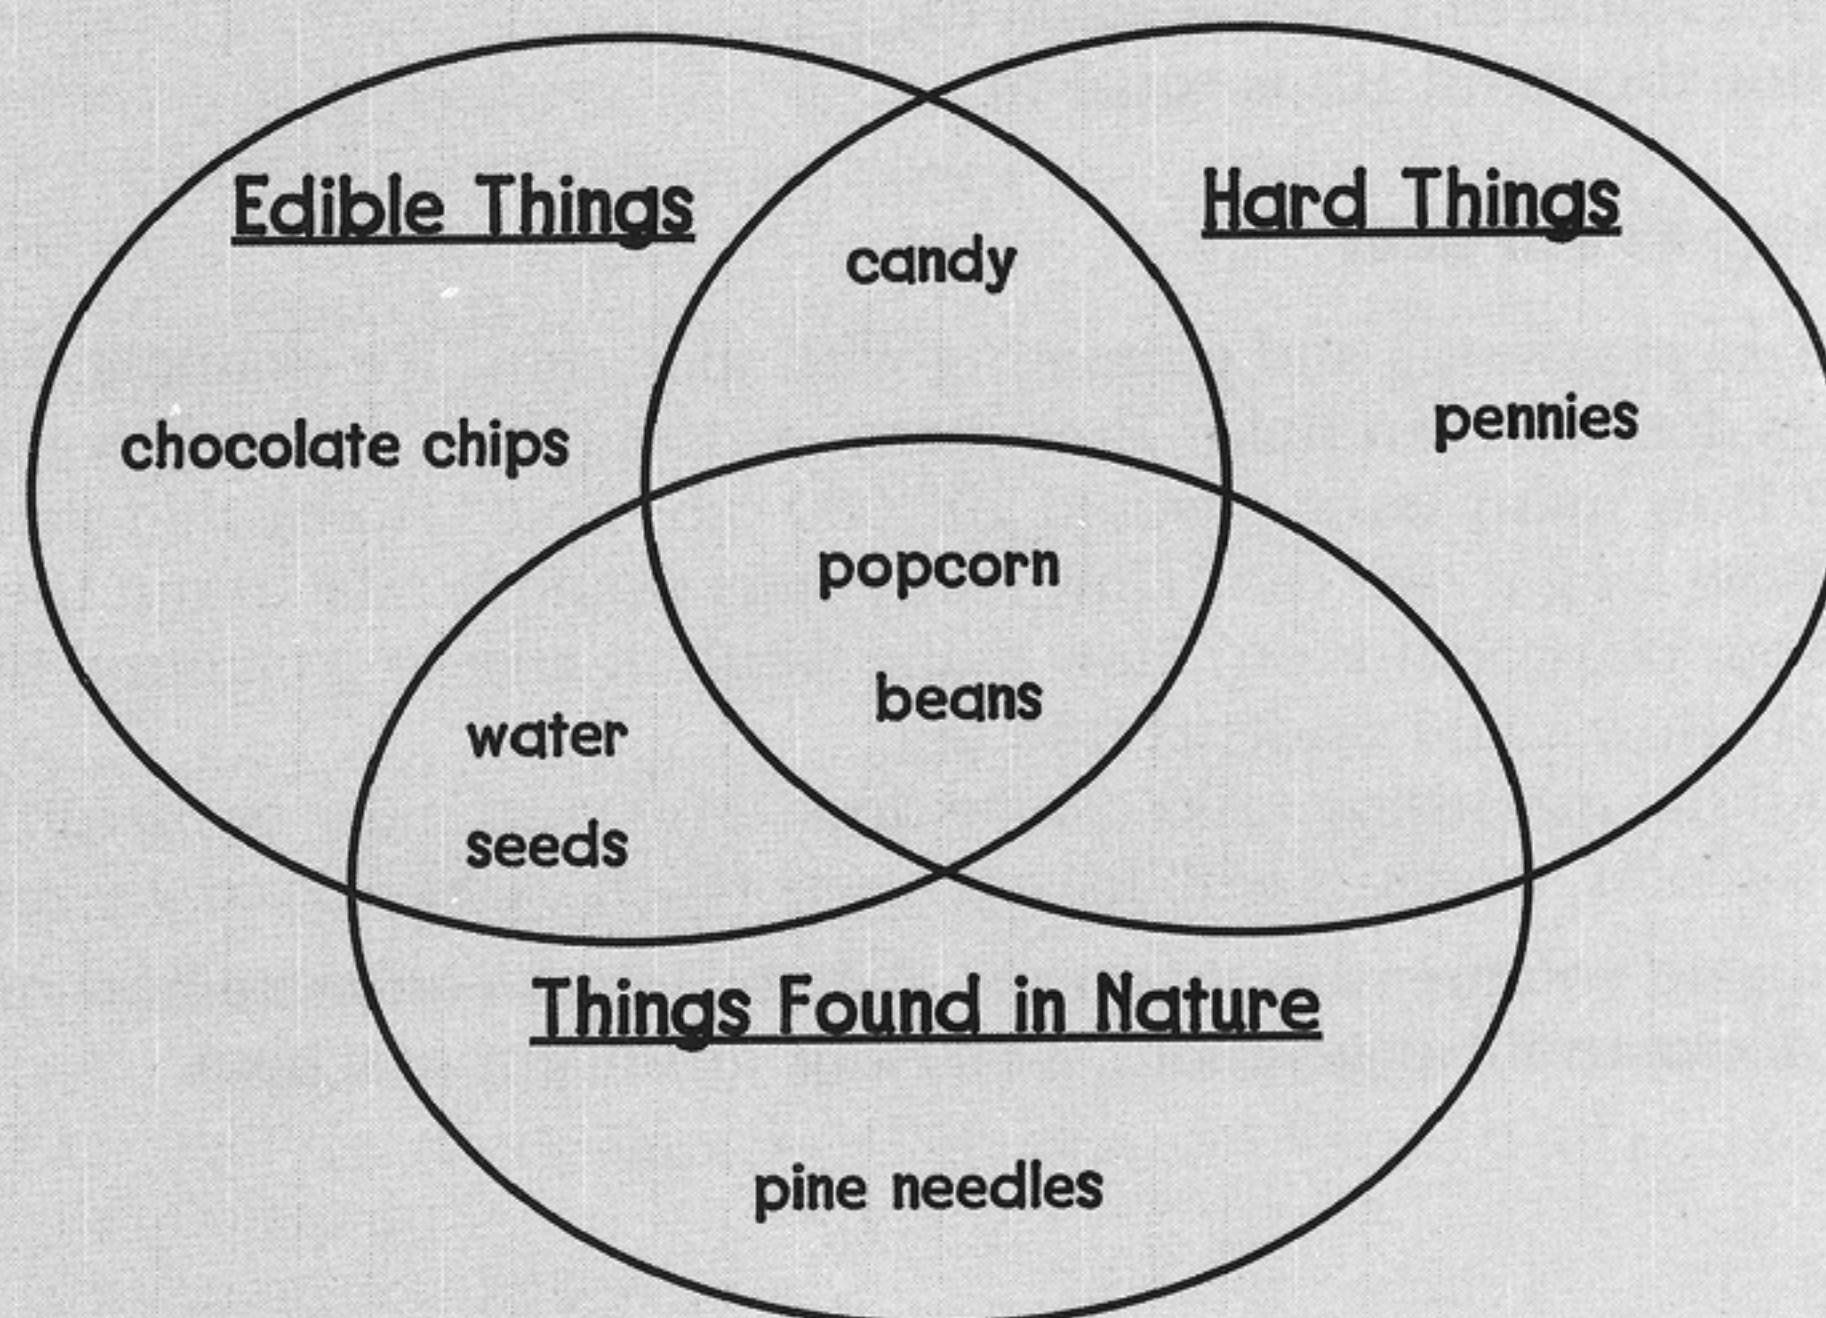 Edible Things
Hard Things
candy
chocolate chips
pennies
popcorn
beans
water
seeds
Things Found in Nature
pine needles